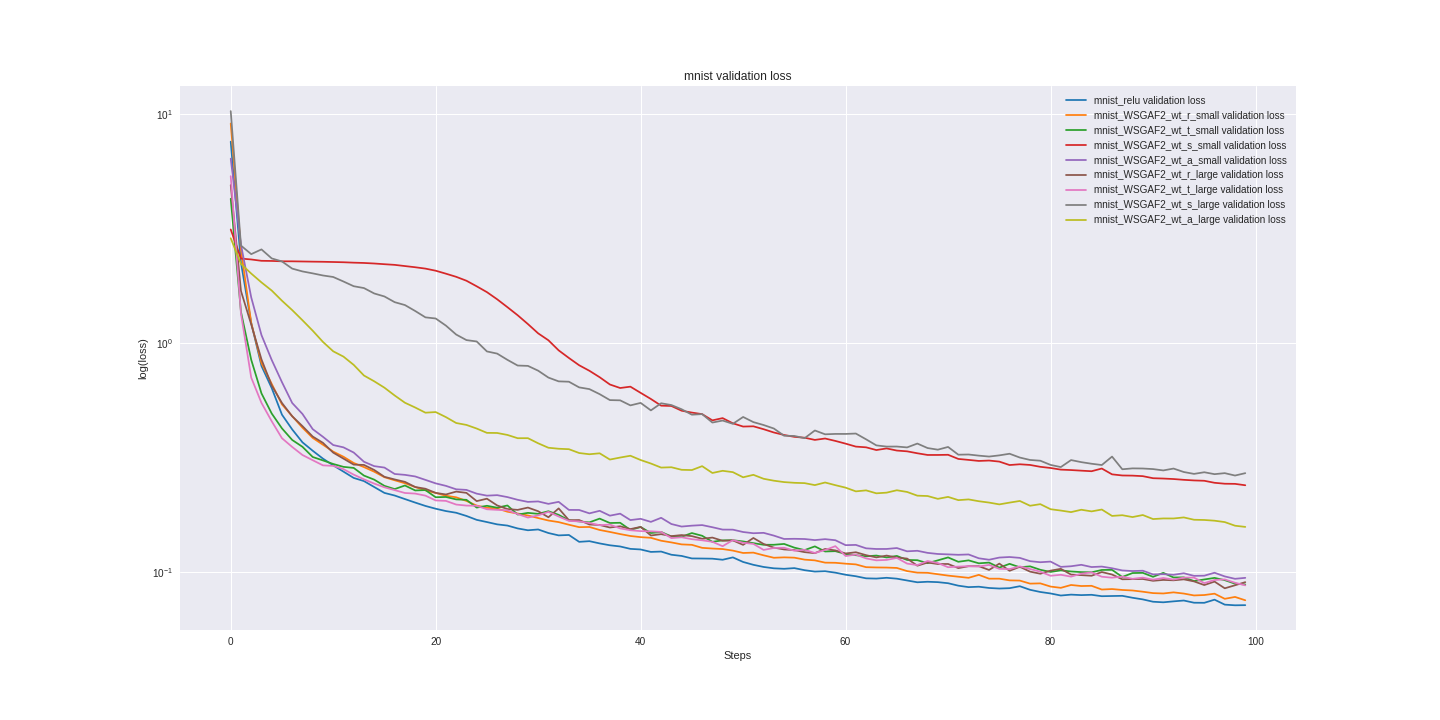 mnist validation loss
mnist_relu validation loss
mnist_WSGAF2_wt_r_small validation loss
mnist_WSGAF2_wt_t_small validation loss
mnist_WSGAF2_wt_s_small validation loss
mnist_WSGAF2_wt_a_small validation loss
mnist_WSGAF2_wt_r_large validation loss
mnist_WSGAF2_wt_t_large validation loss
mnist_WSGAF2_wt_s_large validation loss
mnist_WSGAF2_wt_a_large validation loss
10¹
10⁰
10⁻¹
log(loss)
0 20 40 60 80 100
Steps